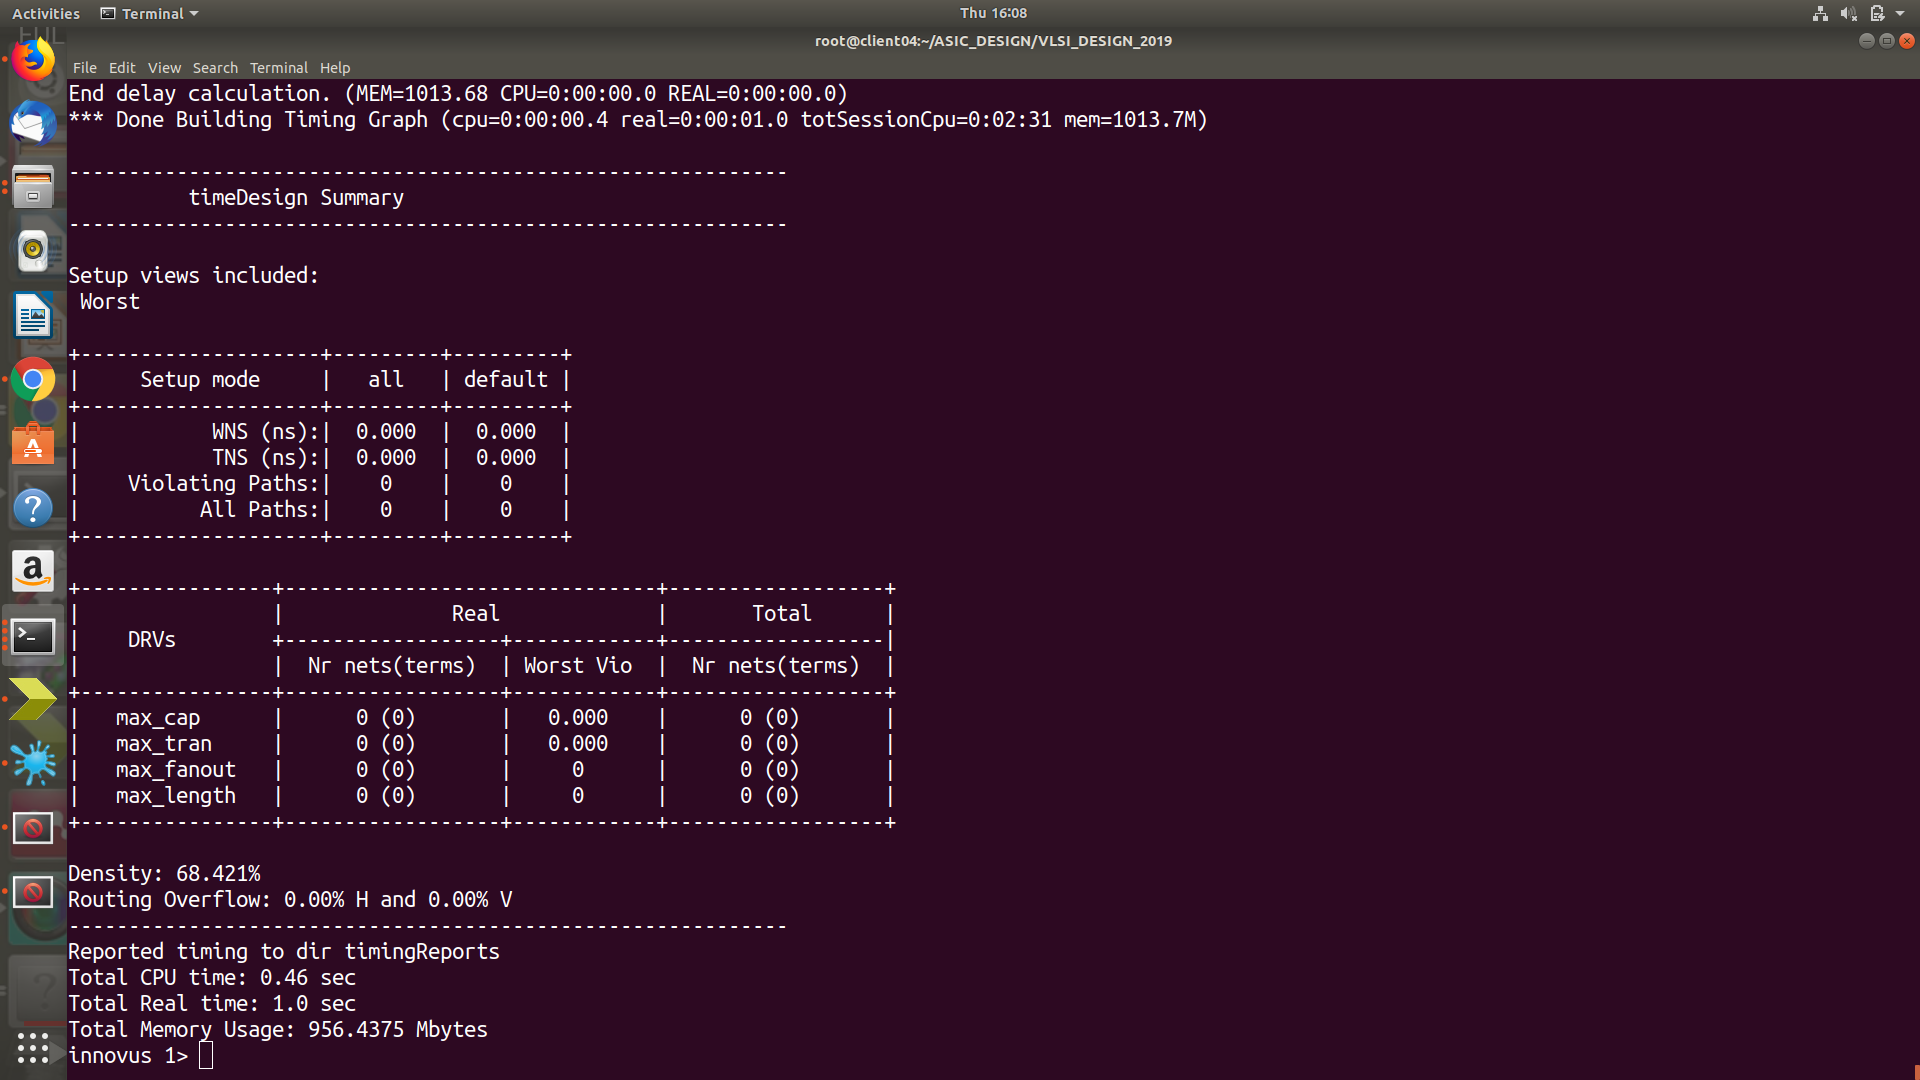 Activities Terminal Thu 16:08
root@client04:~/ASIC_DESIGN/VLSI_DESIGN_2019
File Edit View Search Terminal Help
End delay calculation. (MEM=1013.68 CPU=0:00:00.0 REAL=0:00:00.0)
*** Done Building Timing Graph (cpu=0:00:00.4 real=0:00:01.0 totSessionCpu=0:02:31 mem=1013.7M)
------------------------------------------------------------
timeDesign Summary
------------------------------------------------------------
Setup views included:
Worst
+--------------------+---------+---------+
| Setup mode | all | default |
+--------------------+---------+---------+
| WNS (ns):| 0.000 | 0.000 |
| TNS (ns):| 0.000 | 0.000 |
| Violating Paths:| 0 | 0 |
| All Paths:| 0 | 0 |
+--------------------+---------+---------+
+----------------+-------------------------------+------------------+
| | Real | Total |
| DRVs +------------------+------------+------------------|
| | Nr nets(terms) | Worst Vio | Nr nets(terms) |
+----------------+------------------+------------+------------------+
| max_cap | 0 (0) | 0.000 | 0 (0) |
| max_tran | 0 (0) | 0.000 | 0 (0) |
| max_fanout | 0 (0) | 0 | 0 (0) |
| max_length | 0 (0) | 0 | 0 (0) |
+----------------+------------------+------------+------------------+
Density: 68.421%
Routing Overflow: 0.00% H and 0.00% V
------------------------------------------------------------
Reported timing to dir timingReports
Total CPU time: 0.46 sec
Total Real time: 1.0 sec
Total Memory Usage: 956.4375 Mbytes
innovus 1>